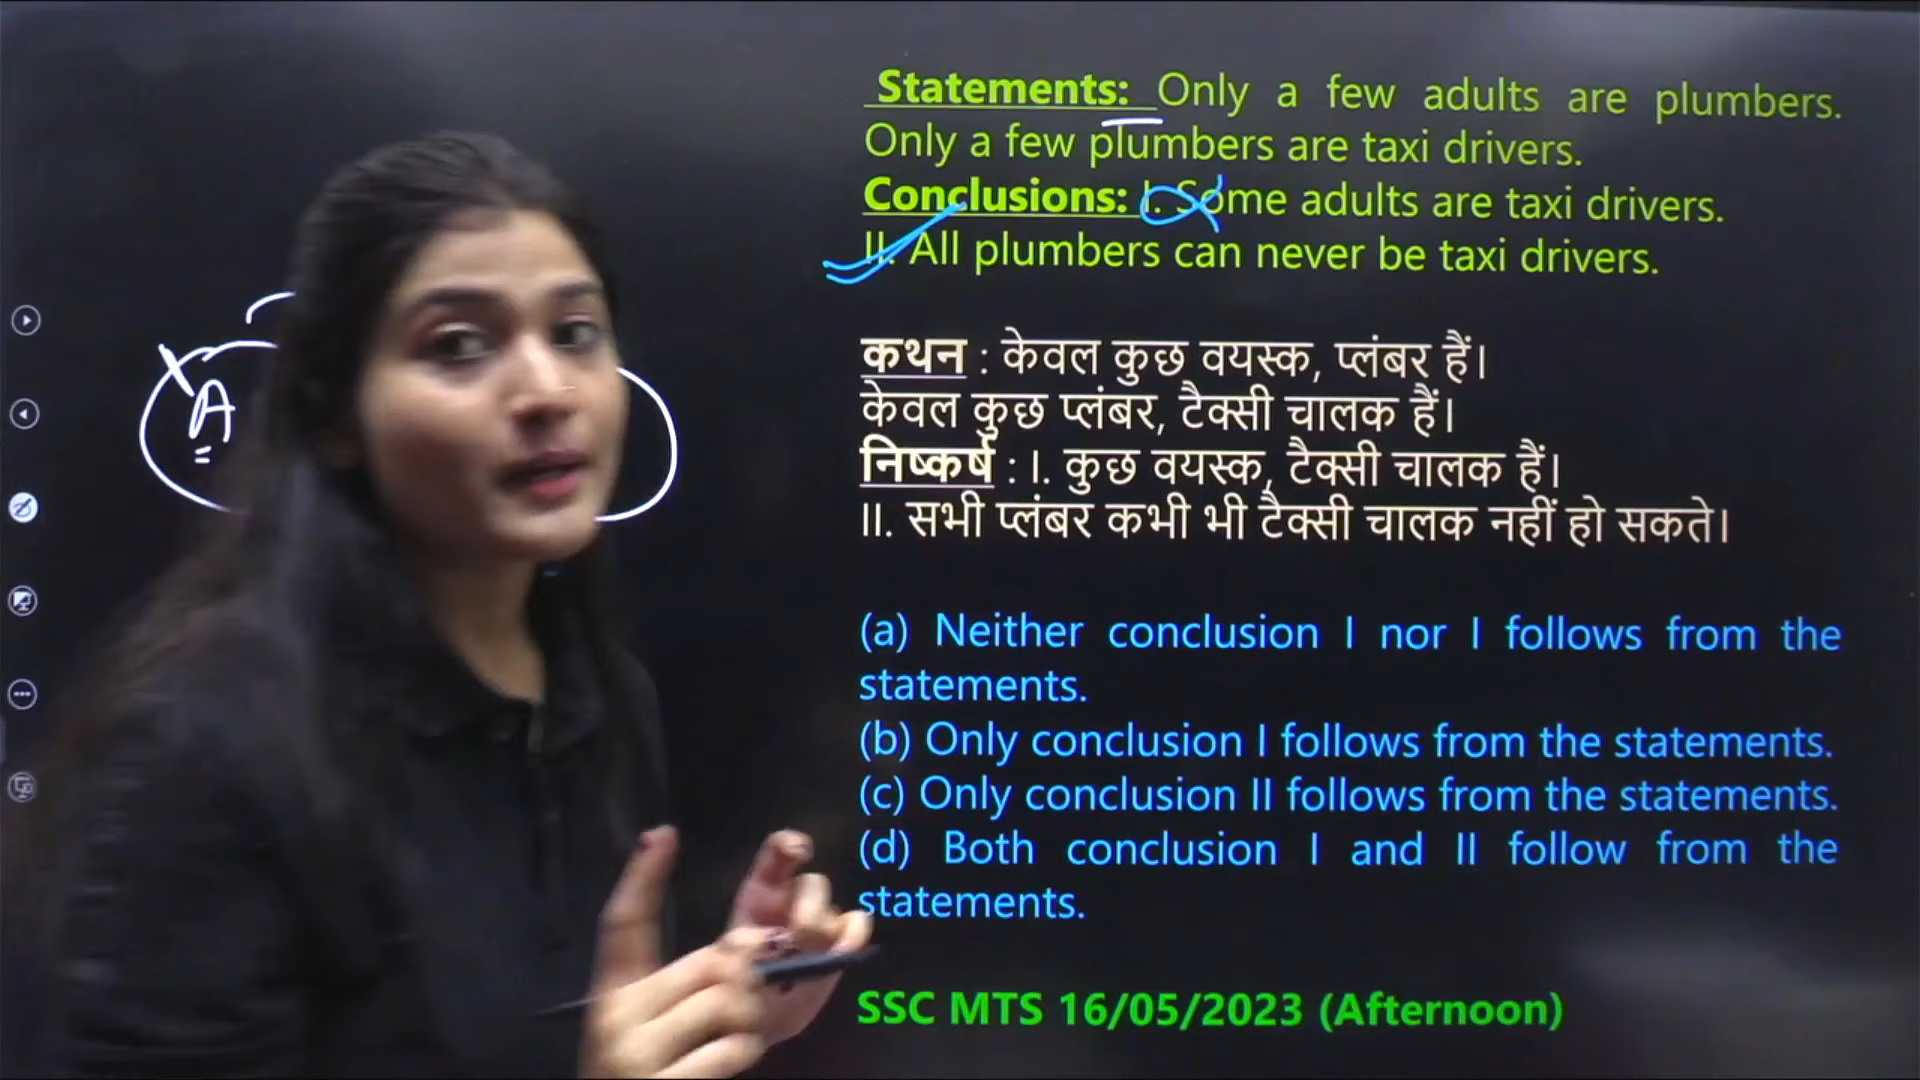 Statements: Only a few adults are plumbers.
Only a few plumbers are taxi drivers.
Conclusions: I. Some adults are taxi drivers.
II. All plumbers can never be taxi drivers.
कथन : केवल कुछ वयस्क, प्लंबर हैं।
केवल कुछ प्लंबर, टैक्सी चालक हैं।
निष्कर्ष : I. कुछ वयस्क, टैक्सी चालक हैं।
II. सभी प्लंबर कभी भी टैक्सी चालक नहीं हो सकते।
(a) Neither conclusion I nor I follows from the
statements.
(b) Only conclusion I follows from the statements.
(c) Only conclusion II follows from the statements.
(d) Both conclusion I and II follow from the
statements.
SSC MTS 16/05/2023 (Afternoon)
A